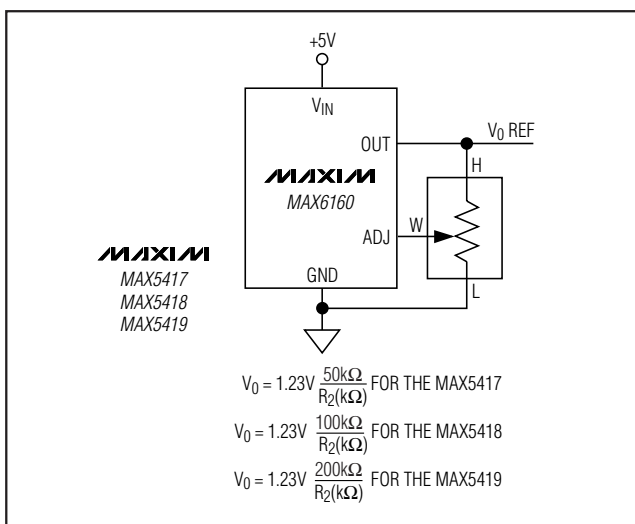 +5V
V_IN
OUT
V_0 REF
H
MAXIM
MAX6160
W
ADJ
MAXIM
MAX5417
MAX5418
MAX5419
GND
L
V_0 = 1.23V 50kΩ/R_2(kΩ) FOR THE MAX5417
V_0 = 1.23V 100kΩ/R_2(kΩ) FOR THE MAX5418
V_0 = 1.23V 200kΩ/R_2(kΩ) FOR THE MAX5419